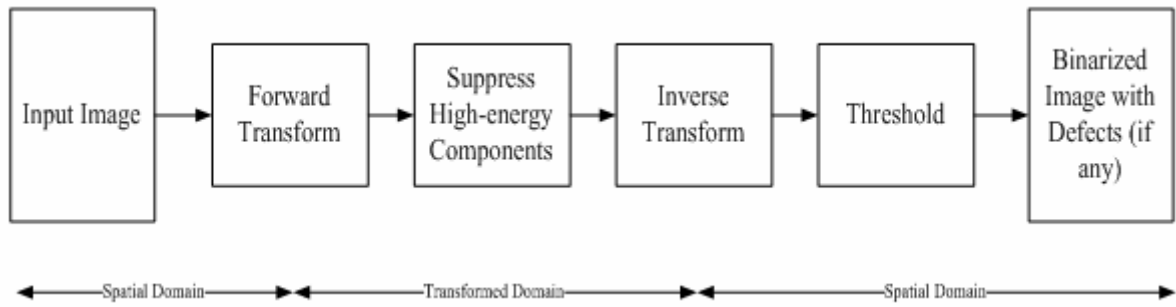 Input Image
Forward
Transform
Suppress
High-energy
Components
Inverse
Transform
Threshold
Binarized
Image with
Defects (if
any)
Spatial Domain
Transformed Domain
Spatial Domain